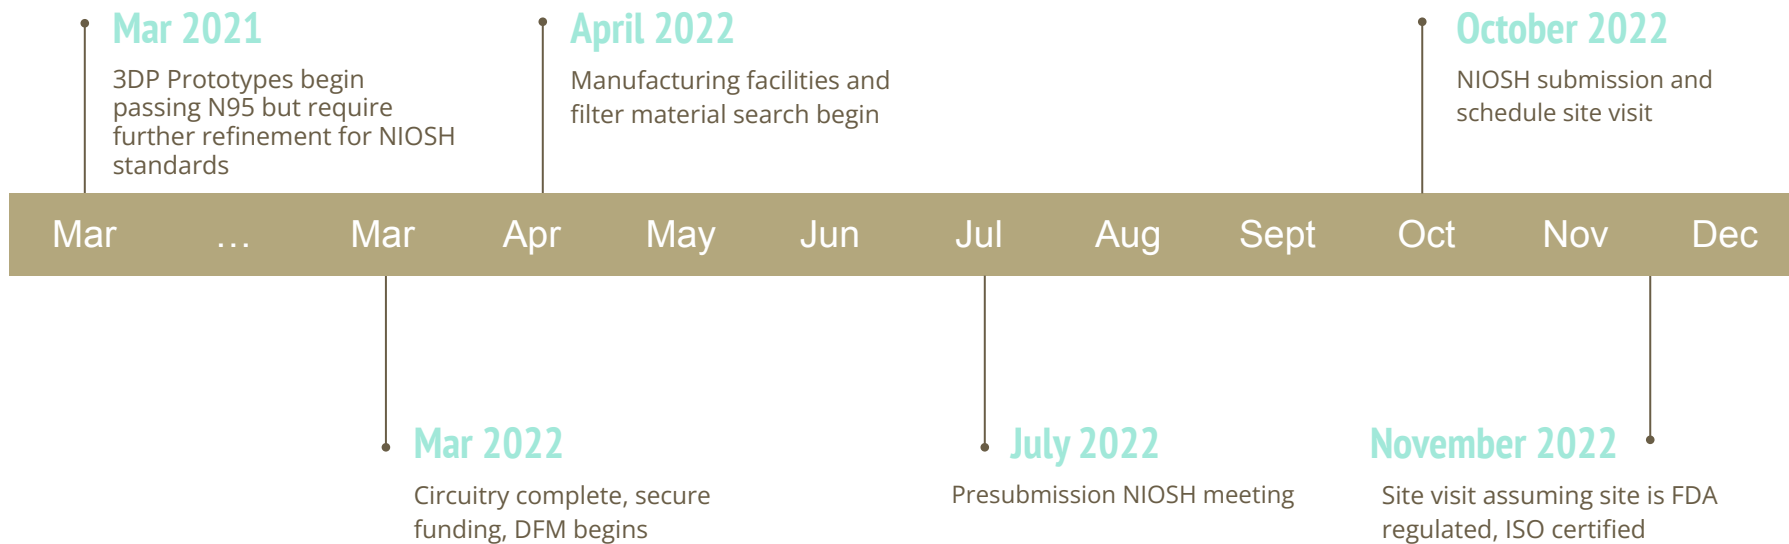 Mar 2021
3DP Prototypes begin
passing N95 but require
further refinement for NIOSH
standards
April 2022
Manufacturing facilities and
filter material search begin
October 2022
NIOSH submission and
schedule site visit
Mar … Mar Apr May Jun Jul Aug Sept Oct Nov Dec
Mar 2022
Circuitry complete, secure
funding, DFM begins
July 2022
Presubmission NIOSH meeting
November 2022
Site visit assuming site is FDA
regulated, ISO certified